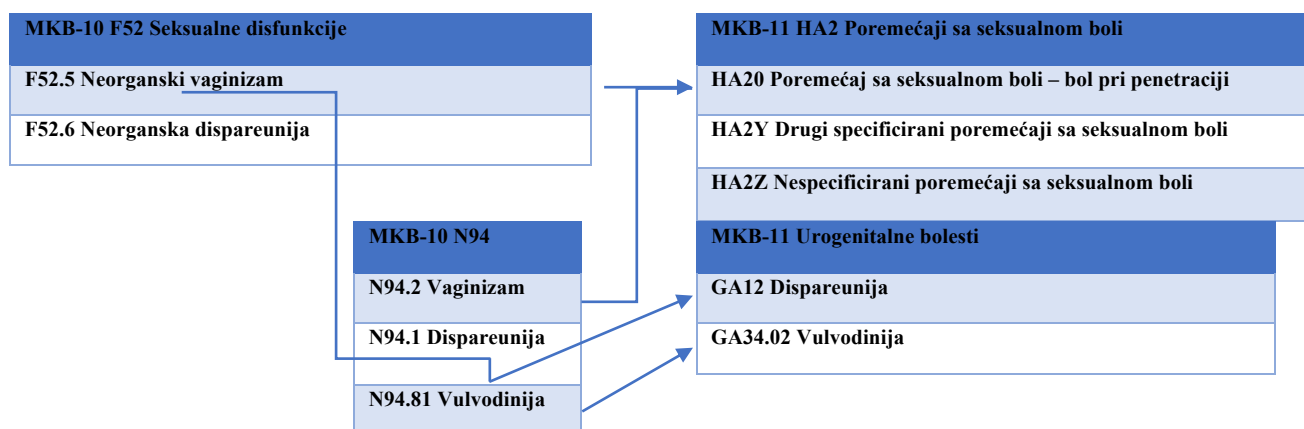 MKB-10 F52 Seksualne disfunkcije
F52.5 Neorganski vaginizam
F52.6 Neorganska dispareunija
MKB-11 HA2 Poremećaji sa seksualnom boli
HA20 Poremećaj sa seksualnom boli – bol pri penetraciji
HA2Y Drugi specificirani poremećaji sa seksualnom boli
HA2Z Nespecificirani poremećaji sa seksualnom boli
MKB-10 N94
N94.2 Vaginizam
N94.1 Dispareunija
N94.81 Vulvodinija
MKB-11 Urogenitalne bolesti
GA12 Dispareunija
GA34.02 Vulvodinija